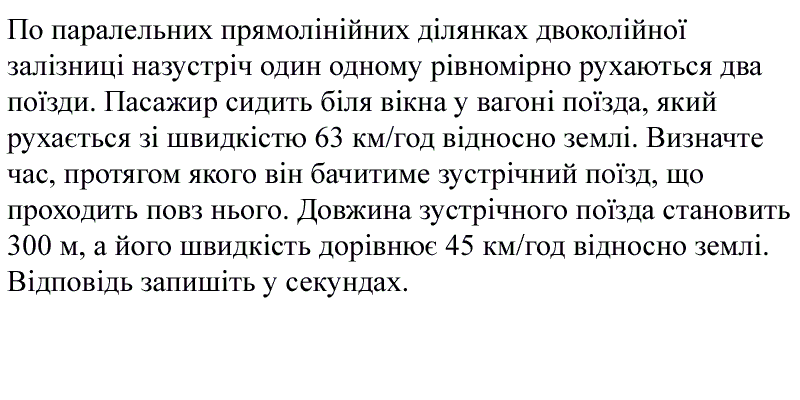 По паралельних прямолінійних ділянках двоколійної
залізниці назустріч один одному рівномірно рухаються два
поїзди. Пасажир сидить біля вікна у вагоні поїзда, який
рухається зі швидкістю 63 км/год відносно землі. Визначте
час, протягом якого він бачитиме зустрічний поїзд, що
проходить повз нього. Довжина зустрічного поїзда становить
300 м, а його швидкість дорівнює 45 км/год відносно землі.
Відповідь запишіть у секундах.